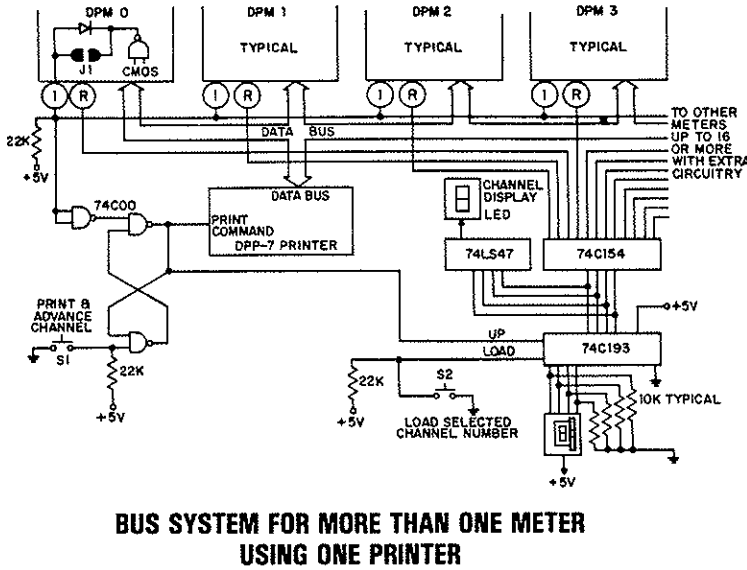 DPM 0
DPM 1
DPM 2
DPM 3
TYPICAL
TYPICAL
TYPICAL
J1
CMOS
I
R
I
R
I
R
I
R
22K
+5V
DATA BUS
TO OTHER
METERS
UP TO 16
OR MORE
WITH EXTRA
CIRCUITRY
74C00
DATA BUS
PRINT
COMMAND
DPP-7 PRINTER
CHANNEL
DISPLAY
LED
74LS47
74C154
PRINT &
ADVANCE
CHANNEL
S1
22K
+5V
UP
LOAD
74C193
+5V
22K
+5V
S2
LOAD SELECTED
CHANNEL NUMBER
10K TYPICAL
+5V
BUS SYSTEM FOR MORE THAN ONE METER
USING ONE PRINTER